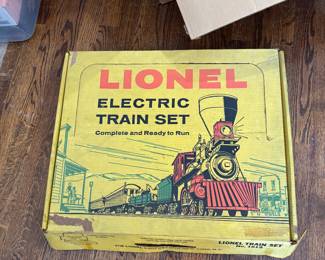 LIONEL
ELECTRIC
TRAIN SET
Complete and Ready to Run
LIONEL TRAIN SET